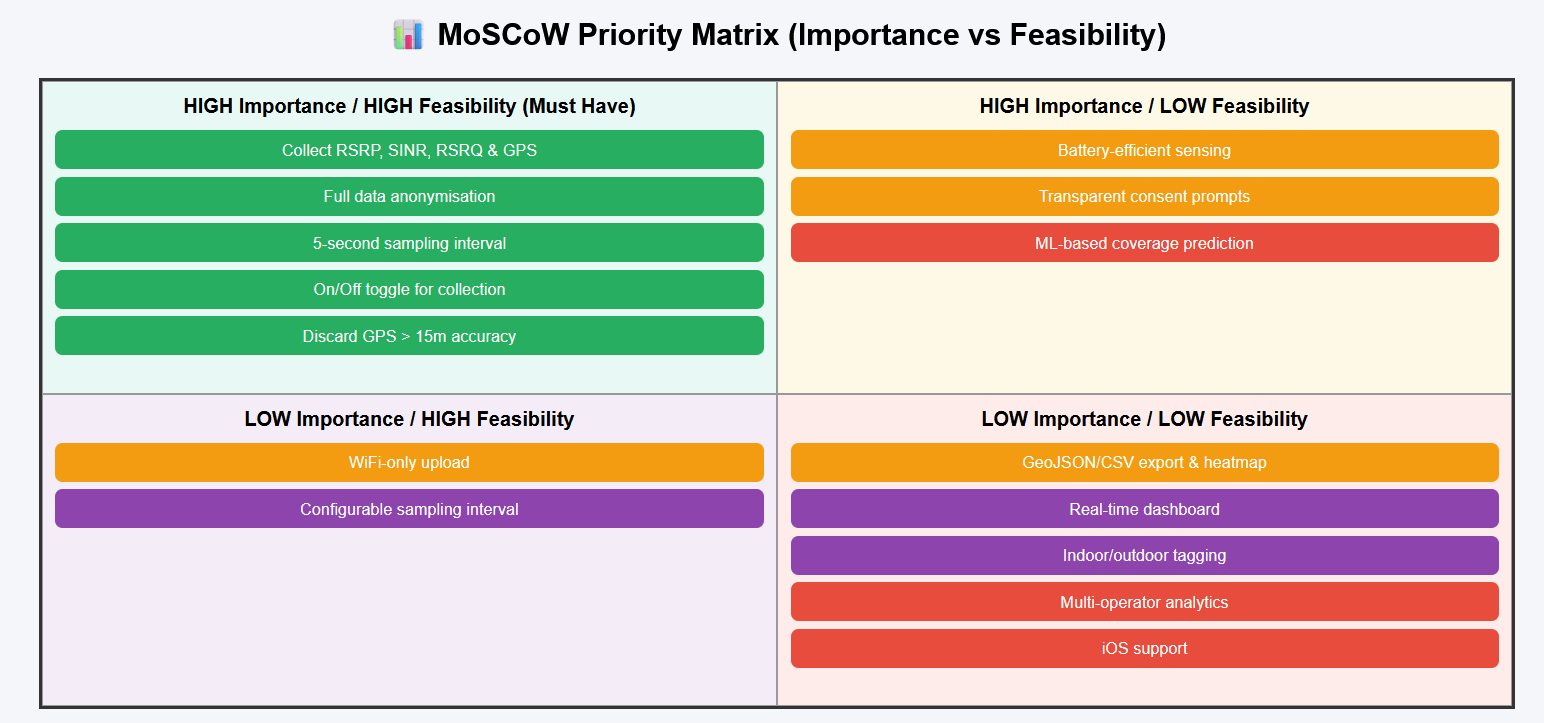 MoSCoW Priority Matrix (Importance vs Feasibility)
HIGH Importance / HIGH Feasibility (Must Have)
Collect RSRP, SINR, RSRQ & GPS
Full data anonymisation
5-second sampling interval
On/Off toggle for collection
Discard GPS > 15m accuracy
HIGH Importance / LOW Feasibility
Battery-efficient sensing
Transparent consent prompts
ML-based coverage prediction
LOW Importance / HIGH Feasibility
WiFi-only upload
Configurable sampling interval
LOW Importance / LOW Feasibility
GeoJSON/CSV export & heatmap
Real-time dashboard
Indoor/outdoor tagging
Multi-operator analytics
iOS support